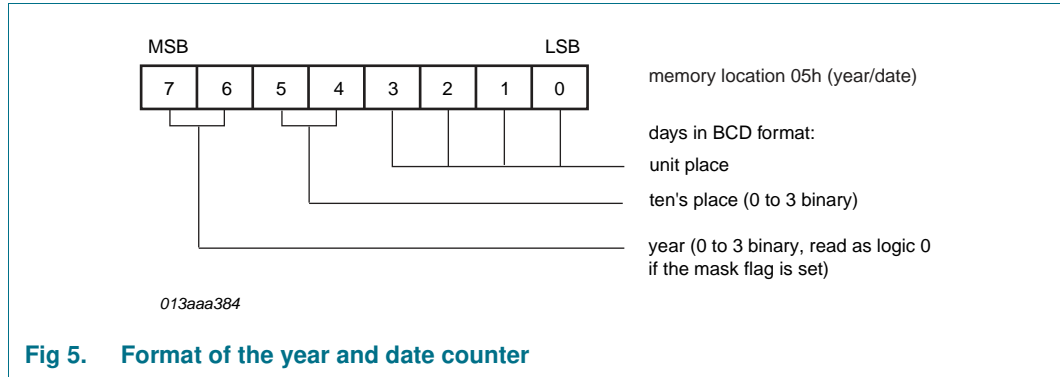 MSB LSB
7 6 5 4 3 2 1 0
memory location 05h (year/date)
days in BCD format:
unit place
ten's place (0 to 3 binary)
year (0 to 3 binary, read as logic 0
if the mask flag is set)
013aaa384
Fig 5. Format of the year and date counter